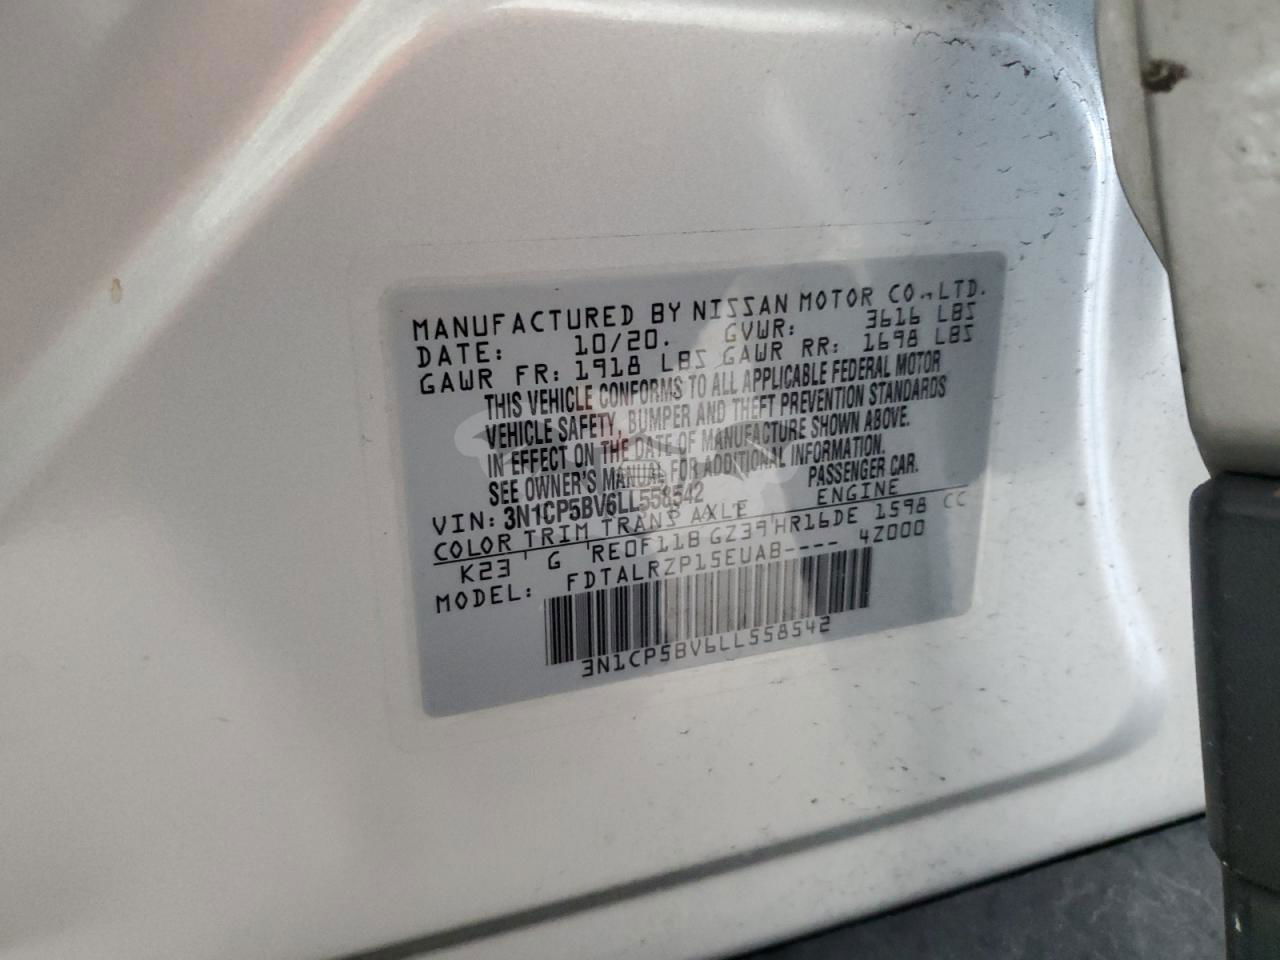 MANUFACTURED BY NISSAN MOTOR CO.,LTD.
DATE: 10/20. GVWR: 3616 LBS
GAWR FR: 1918 LBS GAWR RR: 1698 LBS
THIS VEHICLE CONFORMS TO ALL APPLICABLE FEDERAL MOTOR
VEHICLE SAFETY, BUMPER AND THEFT PREVENTION STANDARDS
IN EFFECT ON THE DATE OF MANUFACTURE SHOWN ABOVE.
SEE OWNER'S MANUAL FOR ADDITIONAL INFORMATION.
VIN: 3N1CP5BV6LL558542 PASSENGER CAR.
COLOR TRIM TRANS AXLE ENGINE
K23 G RE0F11B GZ39 HR16DE 1598 CC
MODEL: FDTALRZP15EUAB---- 4Z000
3N1CP5BV6LL558542